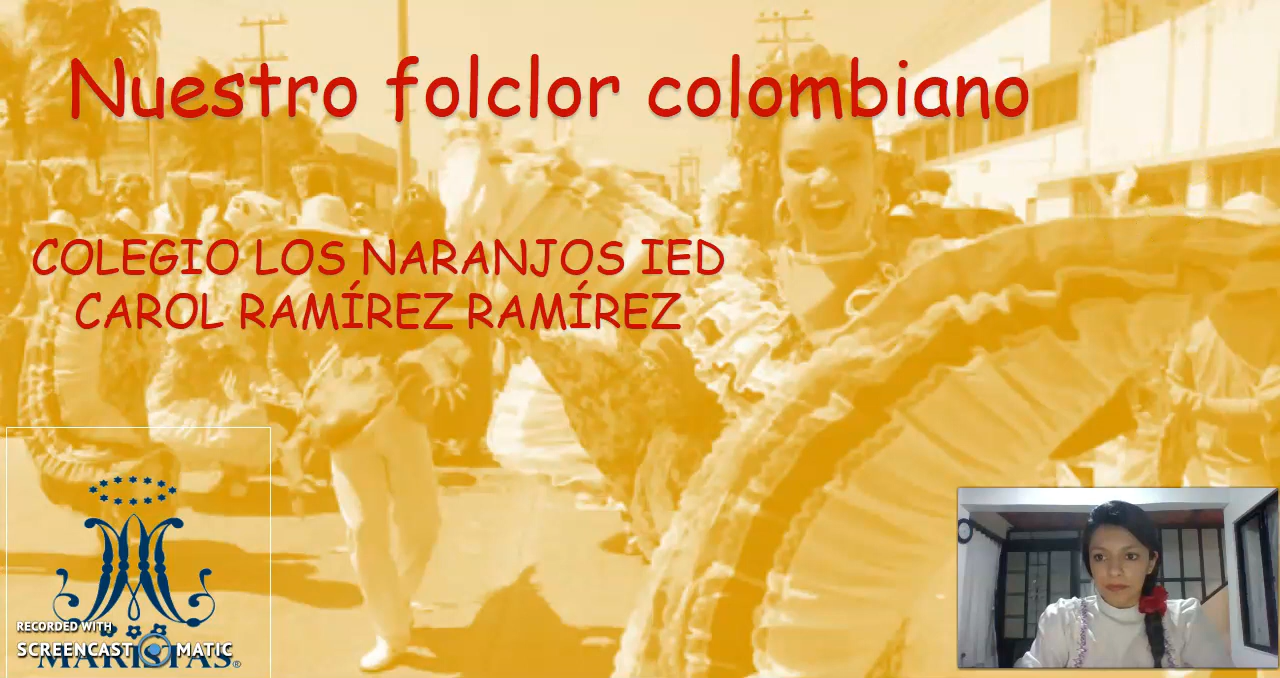 Nuestro folclor colombiano
COLEGIO LOS NARANJOS IED
CAROL RAMÍREZ RAMÍREZ
RECORDED WITH
SCREENCAST MATIC
MARISTAS®